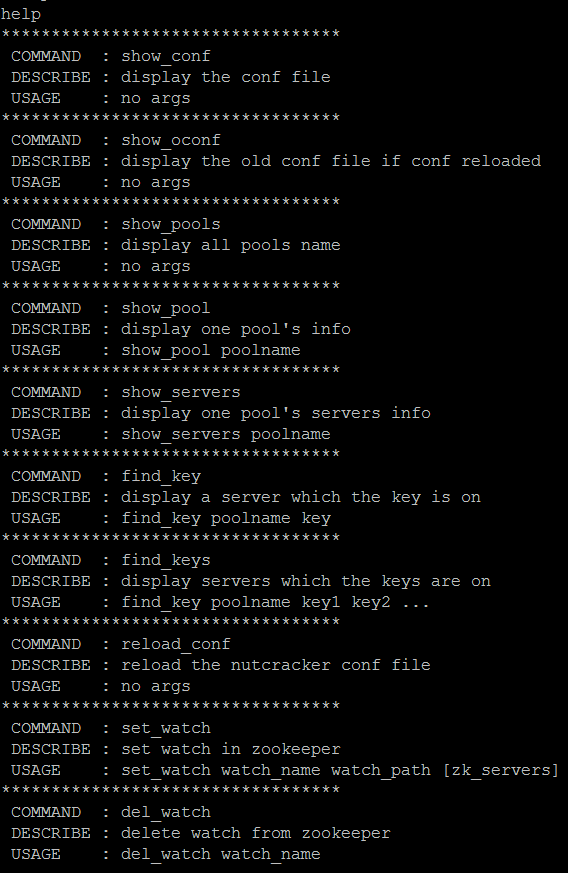 help
**********************************
COMMAND : show_conf
DESCRIBE : display the conf file
USAGE : no args
**********************************
COMMAND : show_oconf
DESCRIBE : display the old conf file if conf reloaded
USAGE : no args
**********************************
COMMAND : show_pools
DESCRIBE : display all pools name
USAGE : no args
**********************************
COMMAND : show_pool
DESCRIBE : display one pool's info
USAGE : show_pool poolname
**********************************
COMMAND : show_servers
DESCRIBE : display one pool's servers info
USAGE : show_servers poolname
**********************************
COMMAND : find_key
DESCRIBE : display a server which the key is on
USAGE : find_key poolname key
**********************************
COMMAND : find_keys
DESCRIBE : display servers which the keys are on
USAGE : find_key poolname key1 key2 ...
**********************************
COMMAND : reload_conf
DESCRIBE : reload the nutcracker conf file
USAGE : no args
**********************************
COMMAND : set_watch
DESCRIBE : set watch in zookeeper
USAGE : set_watch watch_name watch_path [zk_servers]
**********************************
COMMAND : del_watch
DESCRIBE : delete watch from zookeeper
USAGE : del_watch watch_name